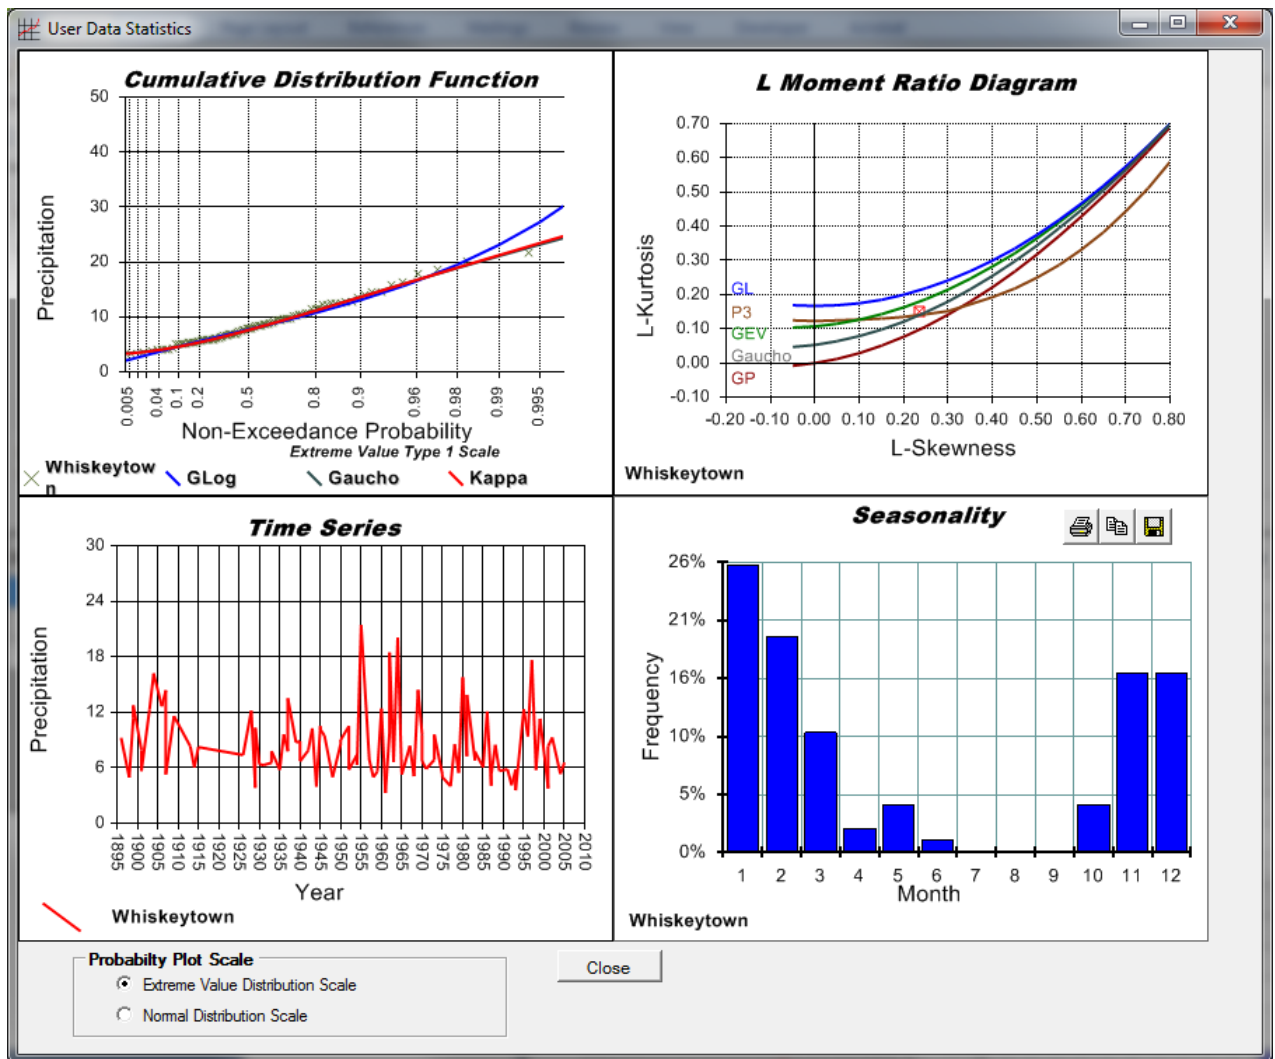 User Data Statistics
Cumulative Distribution Function
50
40
30
20
10
0
Precipitation
0.005
0.04
0.1
0.2
0.5
0.8
0.9
0.96
0.98
0.99
0.995
Non-Exceedance Probability
Extreme Value Type 1 Scale
Whiskeytow
n
GLog
Gaucho
Kappa
L Moment Ratio Diagram
0.70
0.60
0.50
0.40
0.30
0.20
0.10
0.00
-0.10
L-Kurtosis
GL
P3
GEV
Gaucho
GP
-0.20 -0.10 0.00 0.10 0.20 0.30 0.40 0.50 0.60 0.70 0.80
L-Skewness
Whiskeytown
Time Series
30
24
18
12
6
0
Precipitation
1895
1900
1905
1910
1915
1920
1925
1930
1935
1940
1945
1950
1955
1960
1965
1970
1975
1980
1985
1990
1995
2000
2005
2010
Year
Whiskeytown
Seasonality
26%
21%
16%
10%
5%
0%
Frequency
1 2 3 4 5 6 7 8 9 10 11 12
Month
Whiskeytown
Probabilty Plot Scale
Extreme Value Distribution Scale
Normal Distribution Scale
Close